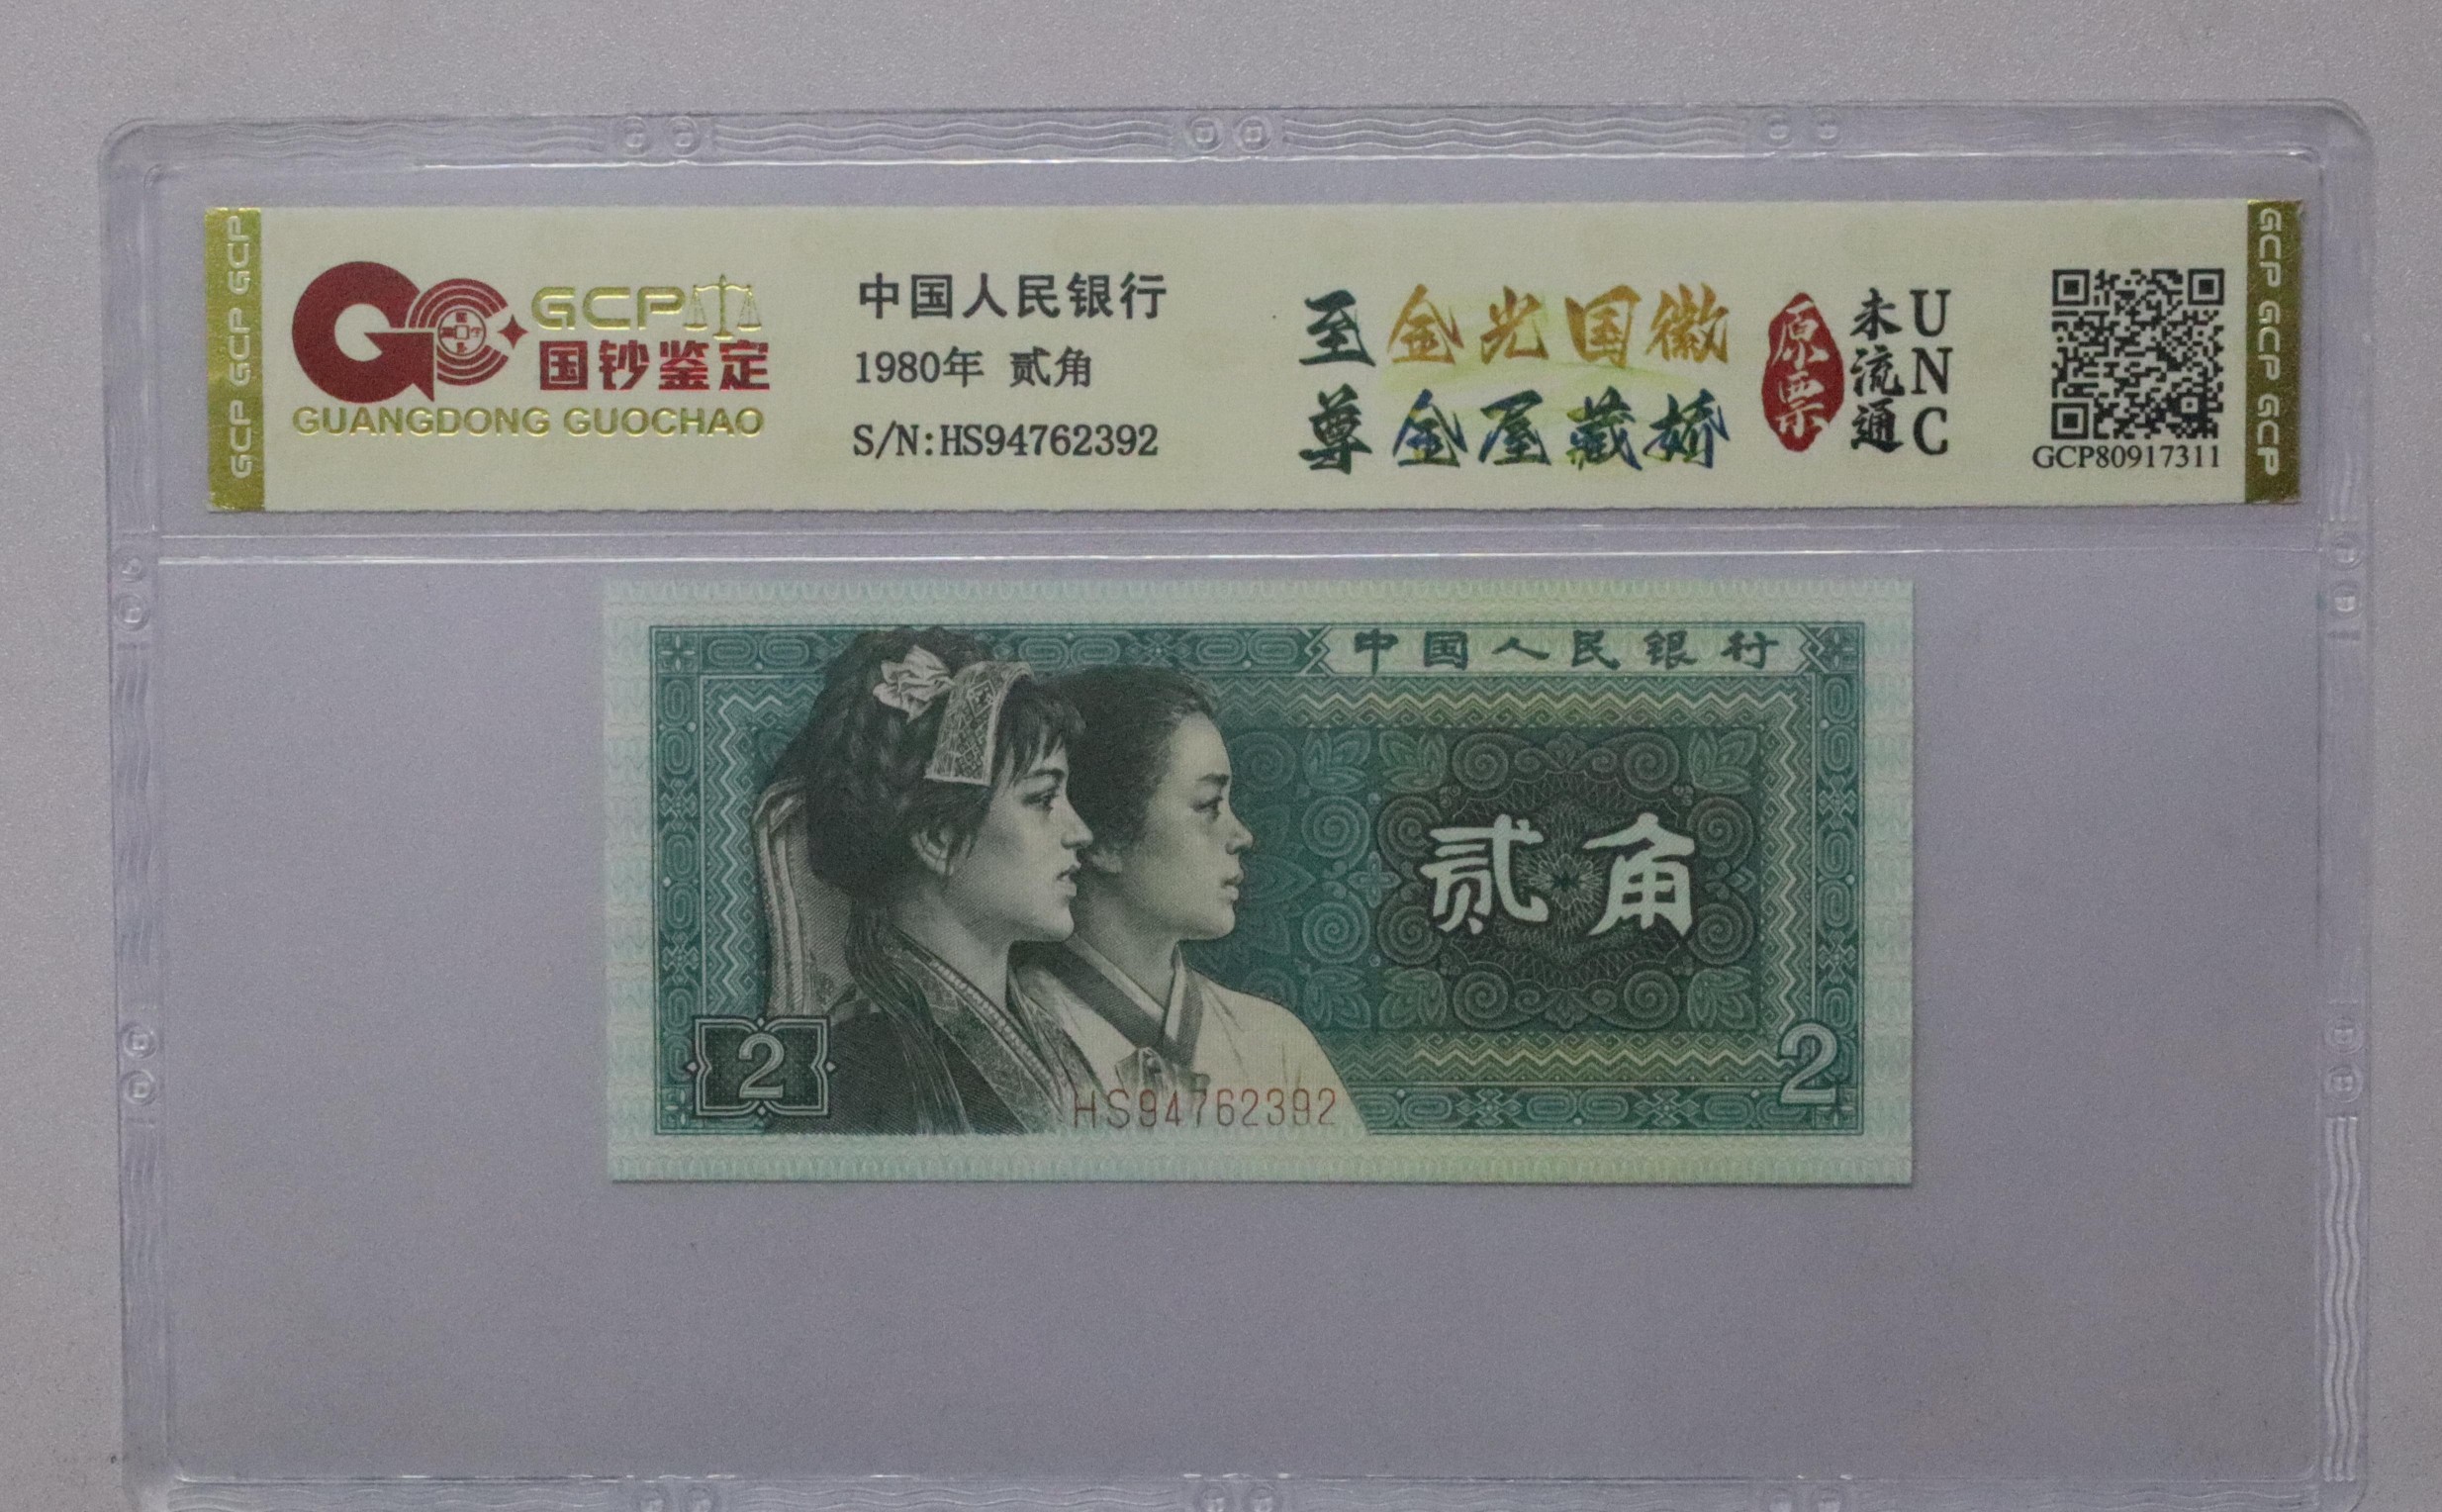 GCP GCP GCP
GCP
国钞鉴定
GUANGDONG GUOCHAO
中国人民银行
1980年 贰角
S/N:HS94762392
至尊
金光国徽
金屋藏娇
原票
未流通
UNC
GCP80917311
GCP GCP GCP
中国人民银行
贰角
2
2
HS94762392